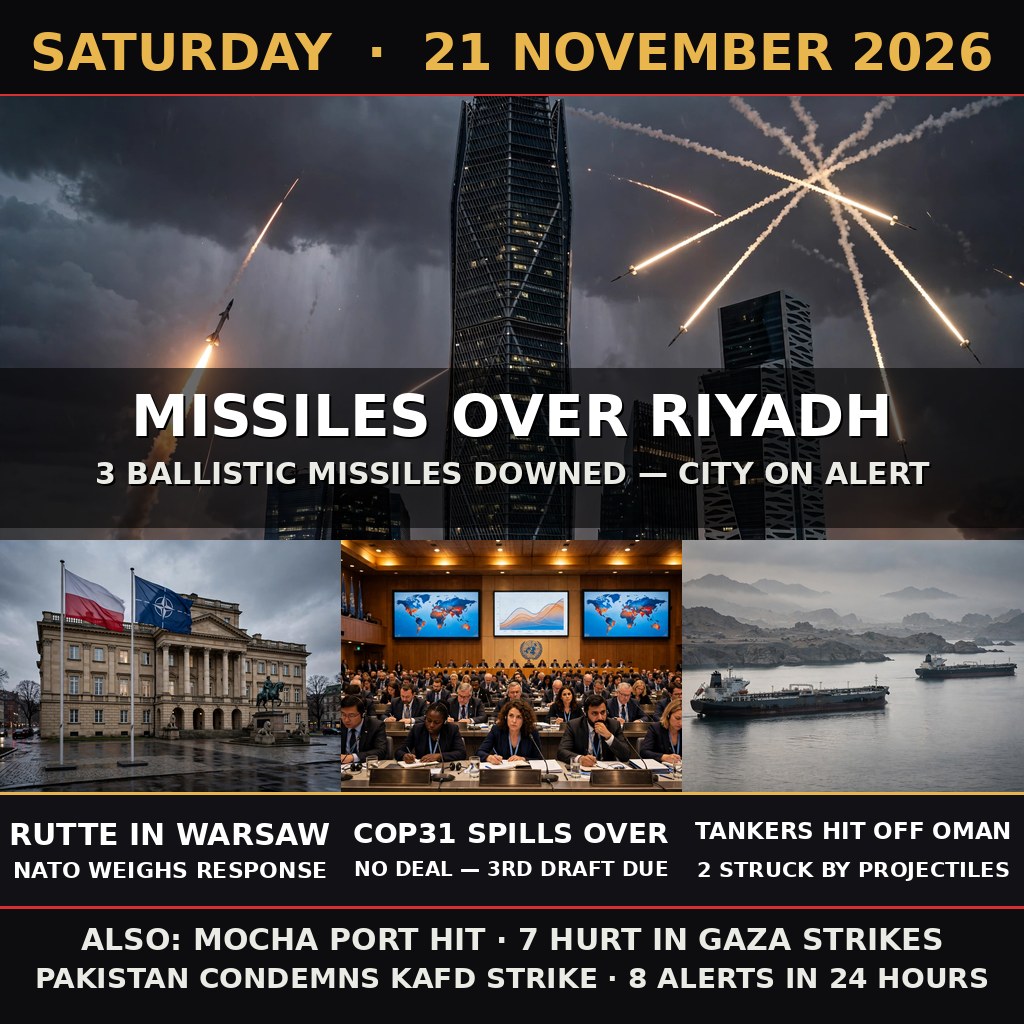 SATURDAY · 21 NOVEMBER 2026
MISSILES OVER RIYADH
3 BALLISTIC MISSILES DOWNED — CITY ON ALERT
RUTTE IN WARSAW
NATO WEIGHS RESPONSE
COP31 SPILLS OVER
NO DEAL — 3RD DRAFT DUE
TANKERS HIT OFF OMAN
2 STRUCK BY PROJECTILES
ALSO: MOCHA PORT HIT · 7 HURT IN GAZA STRIKES
PAKISTAN CONDEMNS KAFD STRIKE · 8 ALERTS IN 24 HOURS